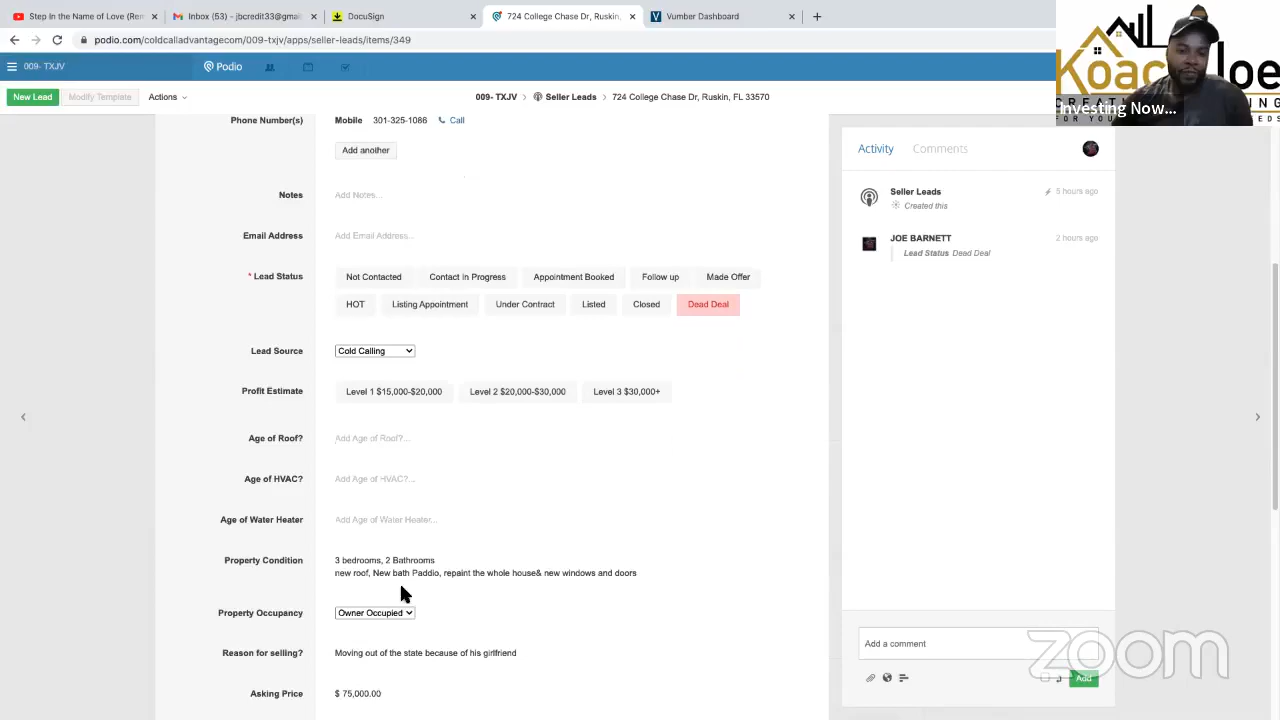 Step In the Name of Love (Rem
Inbox (53) – jbcredit33@gmai
DocuSign
724 College Chase Dr, Ruskin,
Vumber Dashboard
podio.com/coldcalladvantagecom/009-txjv/apps/seller-leads/items/349
009- TXJV
Podio
New Lead
Modify Template
Actions
009- TXJV
Seller Leads
724 College Chase Dr, Ruskin, FL 33570
Koach Joe
Investing Now...
Phone Number(s)
Mobile
301-325-1086
Call
Add another
Notes
Add Notes...
Email Address
Add Email Address...
* Lead Status
Not Contacted
Contact in Progress
Appointment Booked
Follow up
Made Offer
HOT
Listing Appointment
Under Contract
Listed
Closed
Dead Deal
Lead Source
Cold Calling
Profit Estimate
Level 1 $15,000-$20,000
Level 2 $20,000-$30,000
Level 3 $30,000+
Age of Roof?
Add Age of Roof?...
Age of HVAC?
Add Age of HVAC?...
Age of Water Heater
Add Age of Water Heater...
Property Condition
3 bedrooms, 2 Bathrooms
new roof, New bath Paddio, repaint the whole house& new windows and doors
Property Occupancy
Owner Occupied
Reason for selling?
Moving out of the state because of his girlfriend
Asking Price
$ 75,000.00
Activity
Comments
Seller Leads
5 hours ago
Created this
JOE BARNETT
2 hours ago
Lead Status Dead Deal
Add a comment
Add
zoom